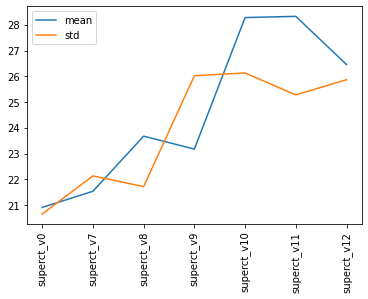 mean
std
28
27
26
25
24
23
22
21
superct_v0
superct_v7
superct_v8
superct_v9
superct_v10
superct_v11
superct_v12